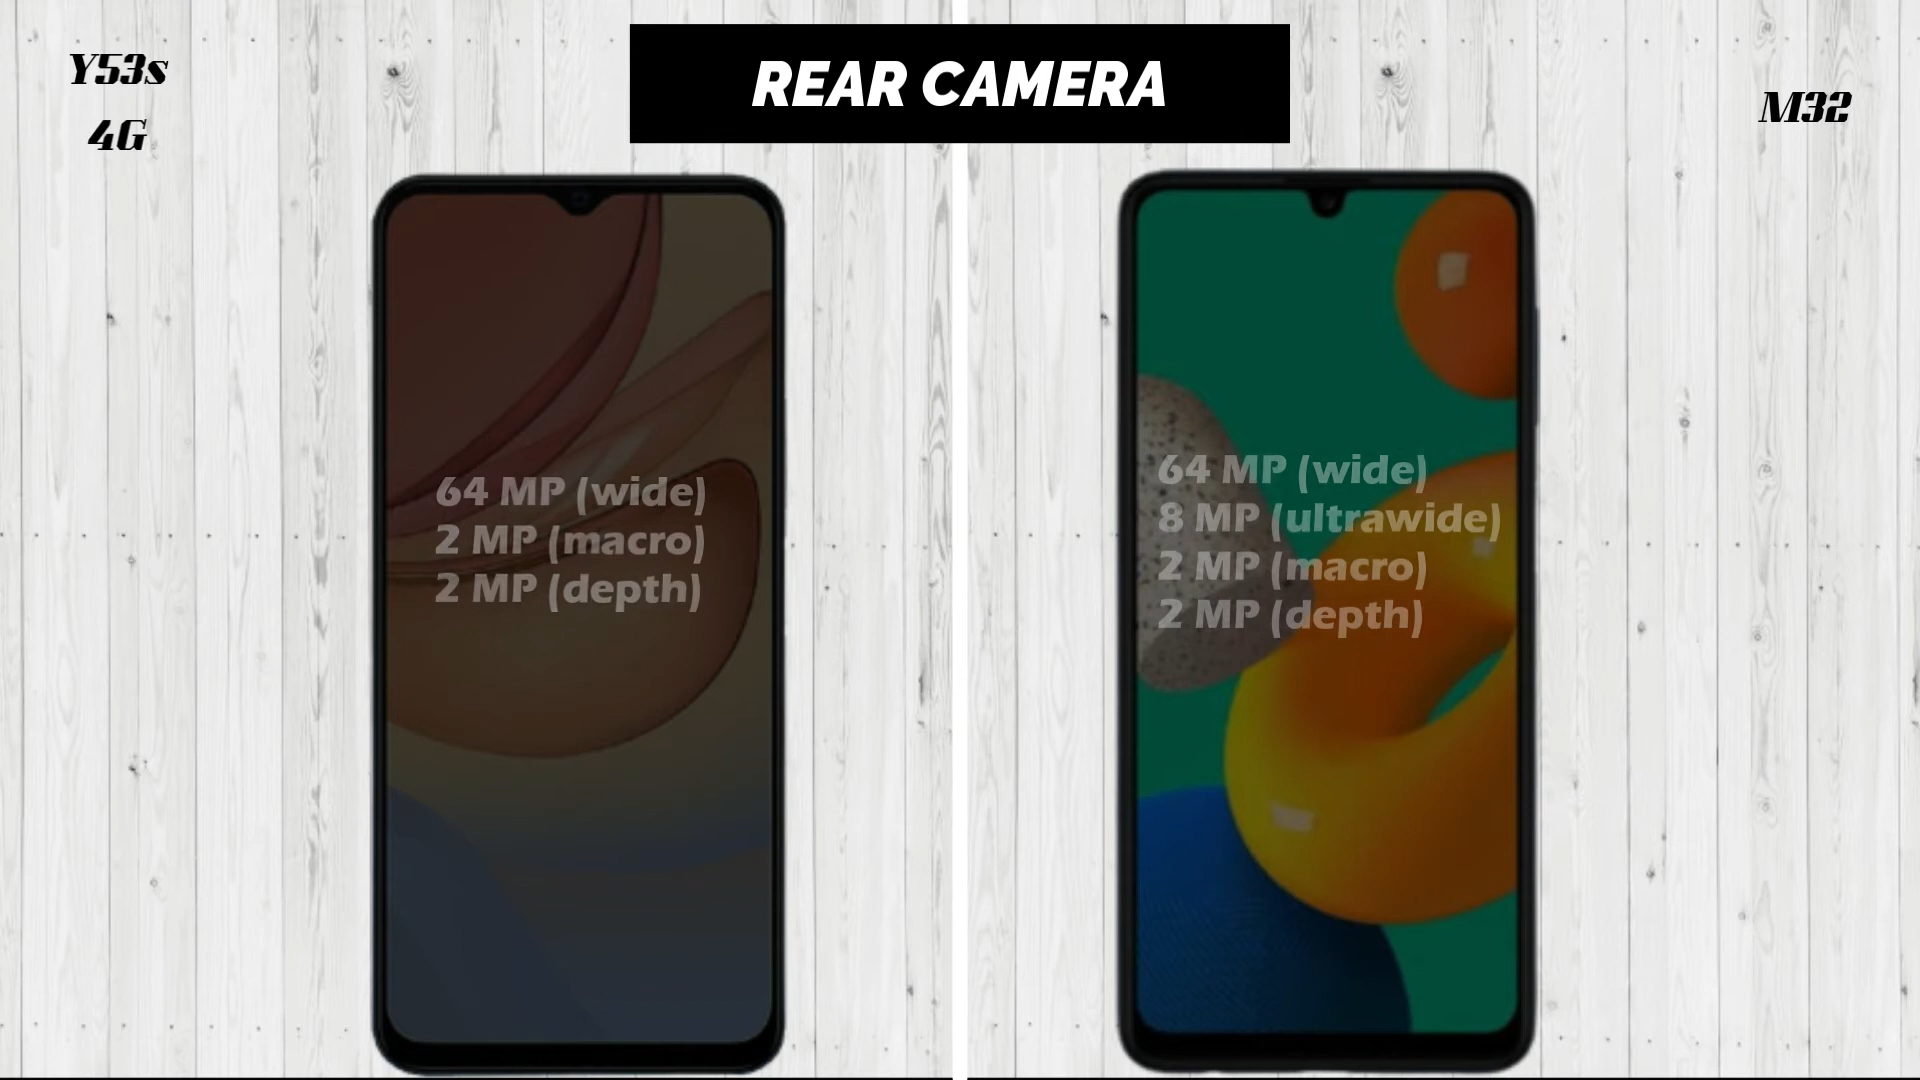 Y53s
4G
REAR CAMERA
M32
64 MP (wide)
2 MP (macro)
2 MP (depth)
64 MP (wide)
8 MP (ultrawide)
2 MP (macro)
2 MP (depth)